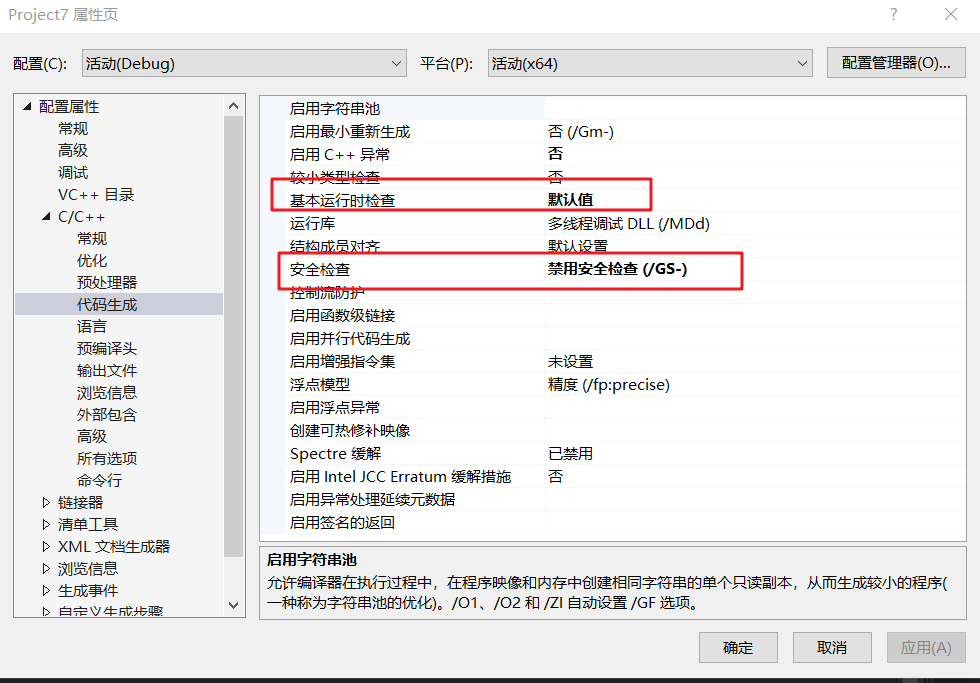 Project7 属性页
配置(C): 活动(Debug) 平台(P): 活动(x64) 配置管理器(O)...
配置属性
常规
高级
调试
VC++ 目录
C/C++
常规
优化
预处理器
代码生成
语言
预编译头
输出文件
浏览信息
外部包含
高级
所有选项
命令行
链接器
清单工具
XML 文档生成器
浏览信息
生成事件
自定义生成步骤
启用字符串池
启用最小重新生成 否 (/Gm-)
启用 C++ 异常 否
较小类型检查 否
基本运行时检查 默认值
运行库 多线程调试 DLL (/MDd)
结构成员对齐 默认设置
安全检查 禁用安全检查 (/GS-)
控制流防护
启用函数级链接
启用并行代码生成
启用增强指令集 未设置
浮点模型 精度 (/fp:precise)
启用浮点异常
创建可热修补映像
Spectre 缓解 已禁用
启用 Intel JCC Erratum 缓解措施 否
启用异常处理延续元数据
启用签名的返回
启用字符串池
允许编译器在执行过程中，在程序映像和内存中创建相同字符串的单个只读副本，从而生成较小的程序(
一种称为字符串池的优化)。/O1、/O2 和 /ZI 自动设置 /GF 选项。
确定 取消 应用(A)